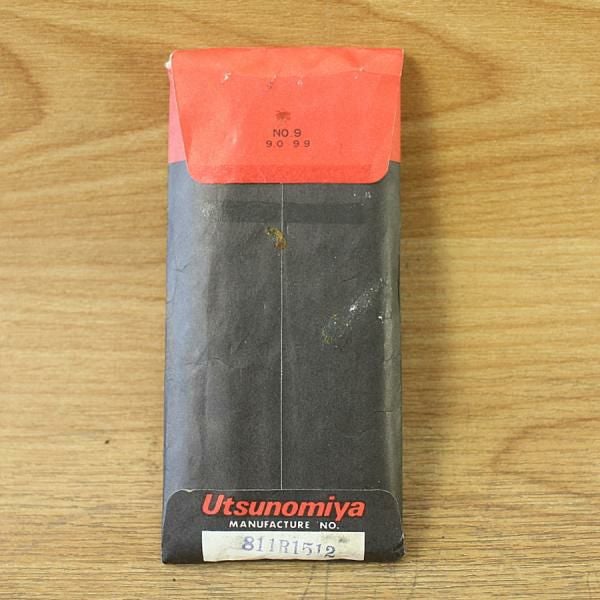 NO.9
9.0 9.9
Utsunomiya
MANUFACTURE NO.
811R1512